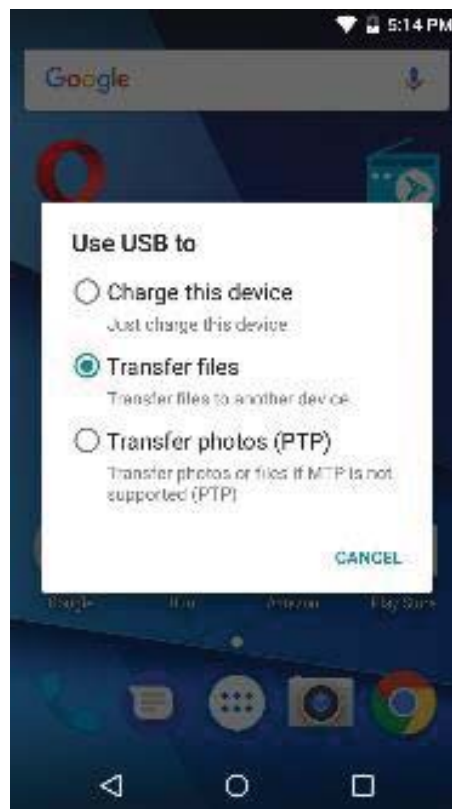 5:14 PM
Google
Use USB to
Charge this device
Just charge this device
Transfer files
Transfer files to another device.
Transfer photos (PTP)
Transfer photos or files if MTP is not
supported (PTP)
CANCEL
Google Amazon Play Store